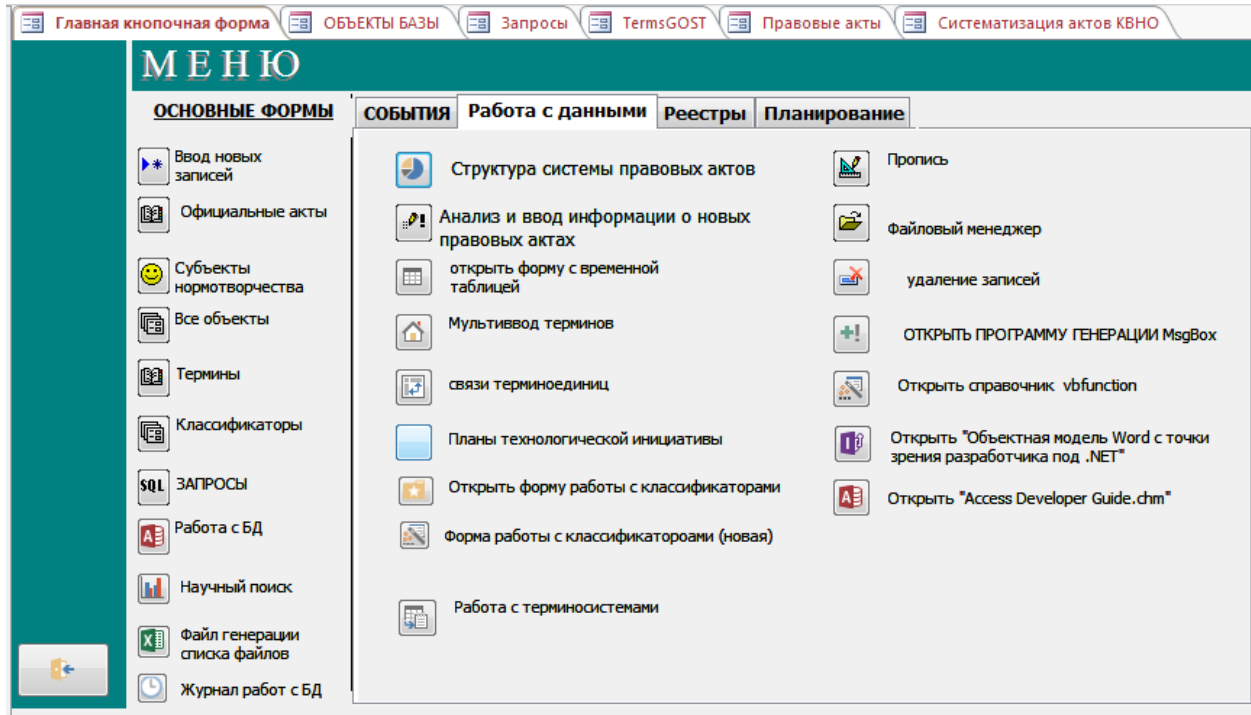 Главная кнопочная форма
ОБЪЕКТЫ БАЗЫ
Запросы
TermsGOST
Правовые акты
Систематизация актов КВНО
МЕНЮ
ОСНОВНЫЕ ФОРМЫ
Ввод новых
записей
Официальные акты
Субъекты
нормотворчества
Все объекты
Термины
Классификаторы
SQL
ЗАПРОСЫ
Работа с БД
Научный поиск
Файл генерации
списка файлов
Журнал работ с БД
СОБЫТИЯ
Работа с данными
Реестры
Планирование
Структура системы правовых актов
Анализ и ввод информации о новых
правовых актах
открыть форму с временной
таблицей
Мультиввод терминов
связи терминоединиц
Планы технологической инициативы
Открыть форму работы с классификаторами
Форма работы с классификатороами (новая)
Работа с терминосистемами
Пропись
Файловый менеджер
удаление записей
ОТКРЫТЬ ПРОГРАММУ ГЕНЕРАЦИИ MsgBox
Открыть справочник vbfunction
Открыть "Объектная модель Word с точки
зрения разработчика под .NET"
Открыть "Access Developer Guide.chm"